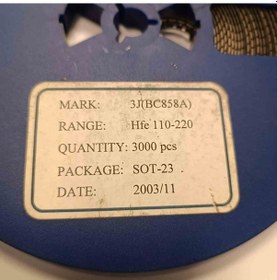 MARK: 3J(BC858A)
RANGE: Hfe 110-220
QUANTITY: 3000 pcs
PACKAGE: SOT-23 .
DATE: 2003/11